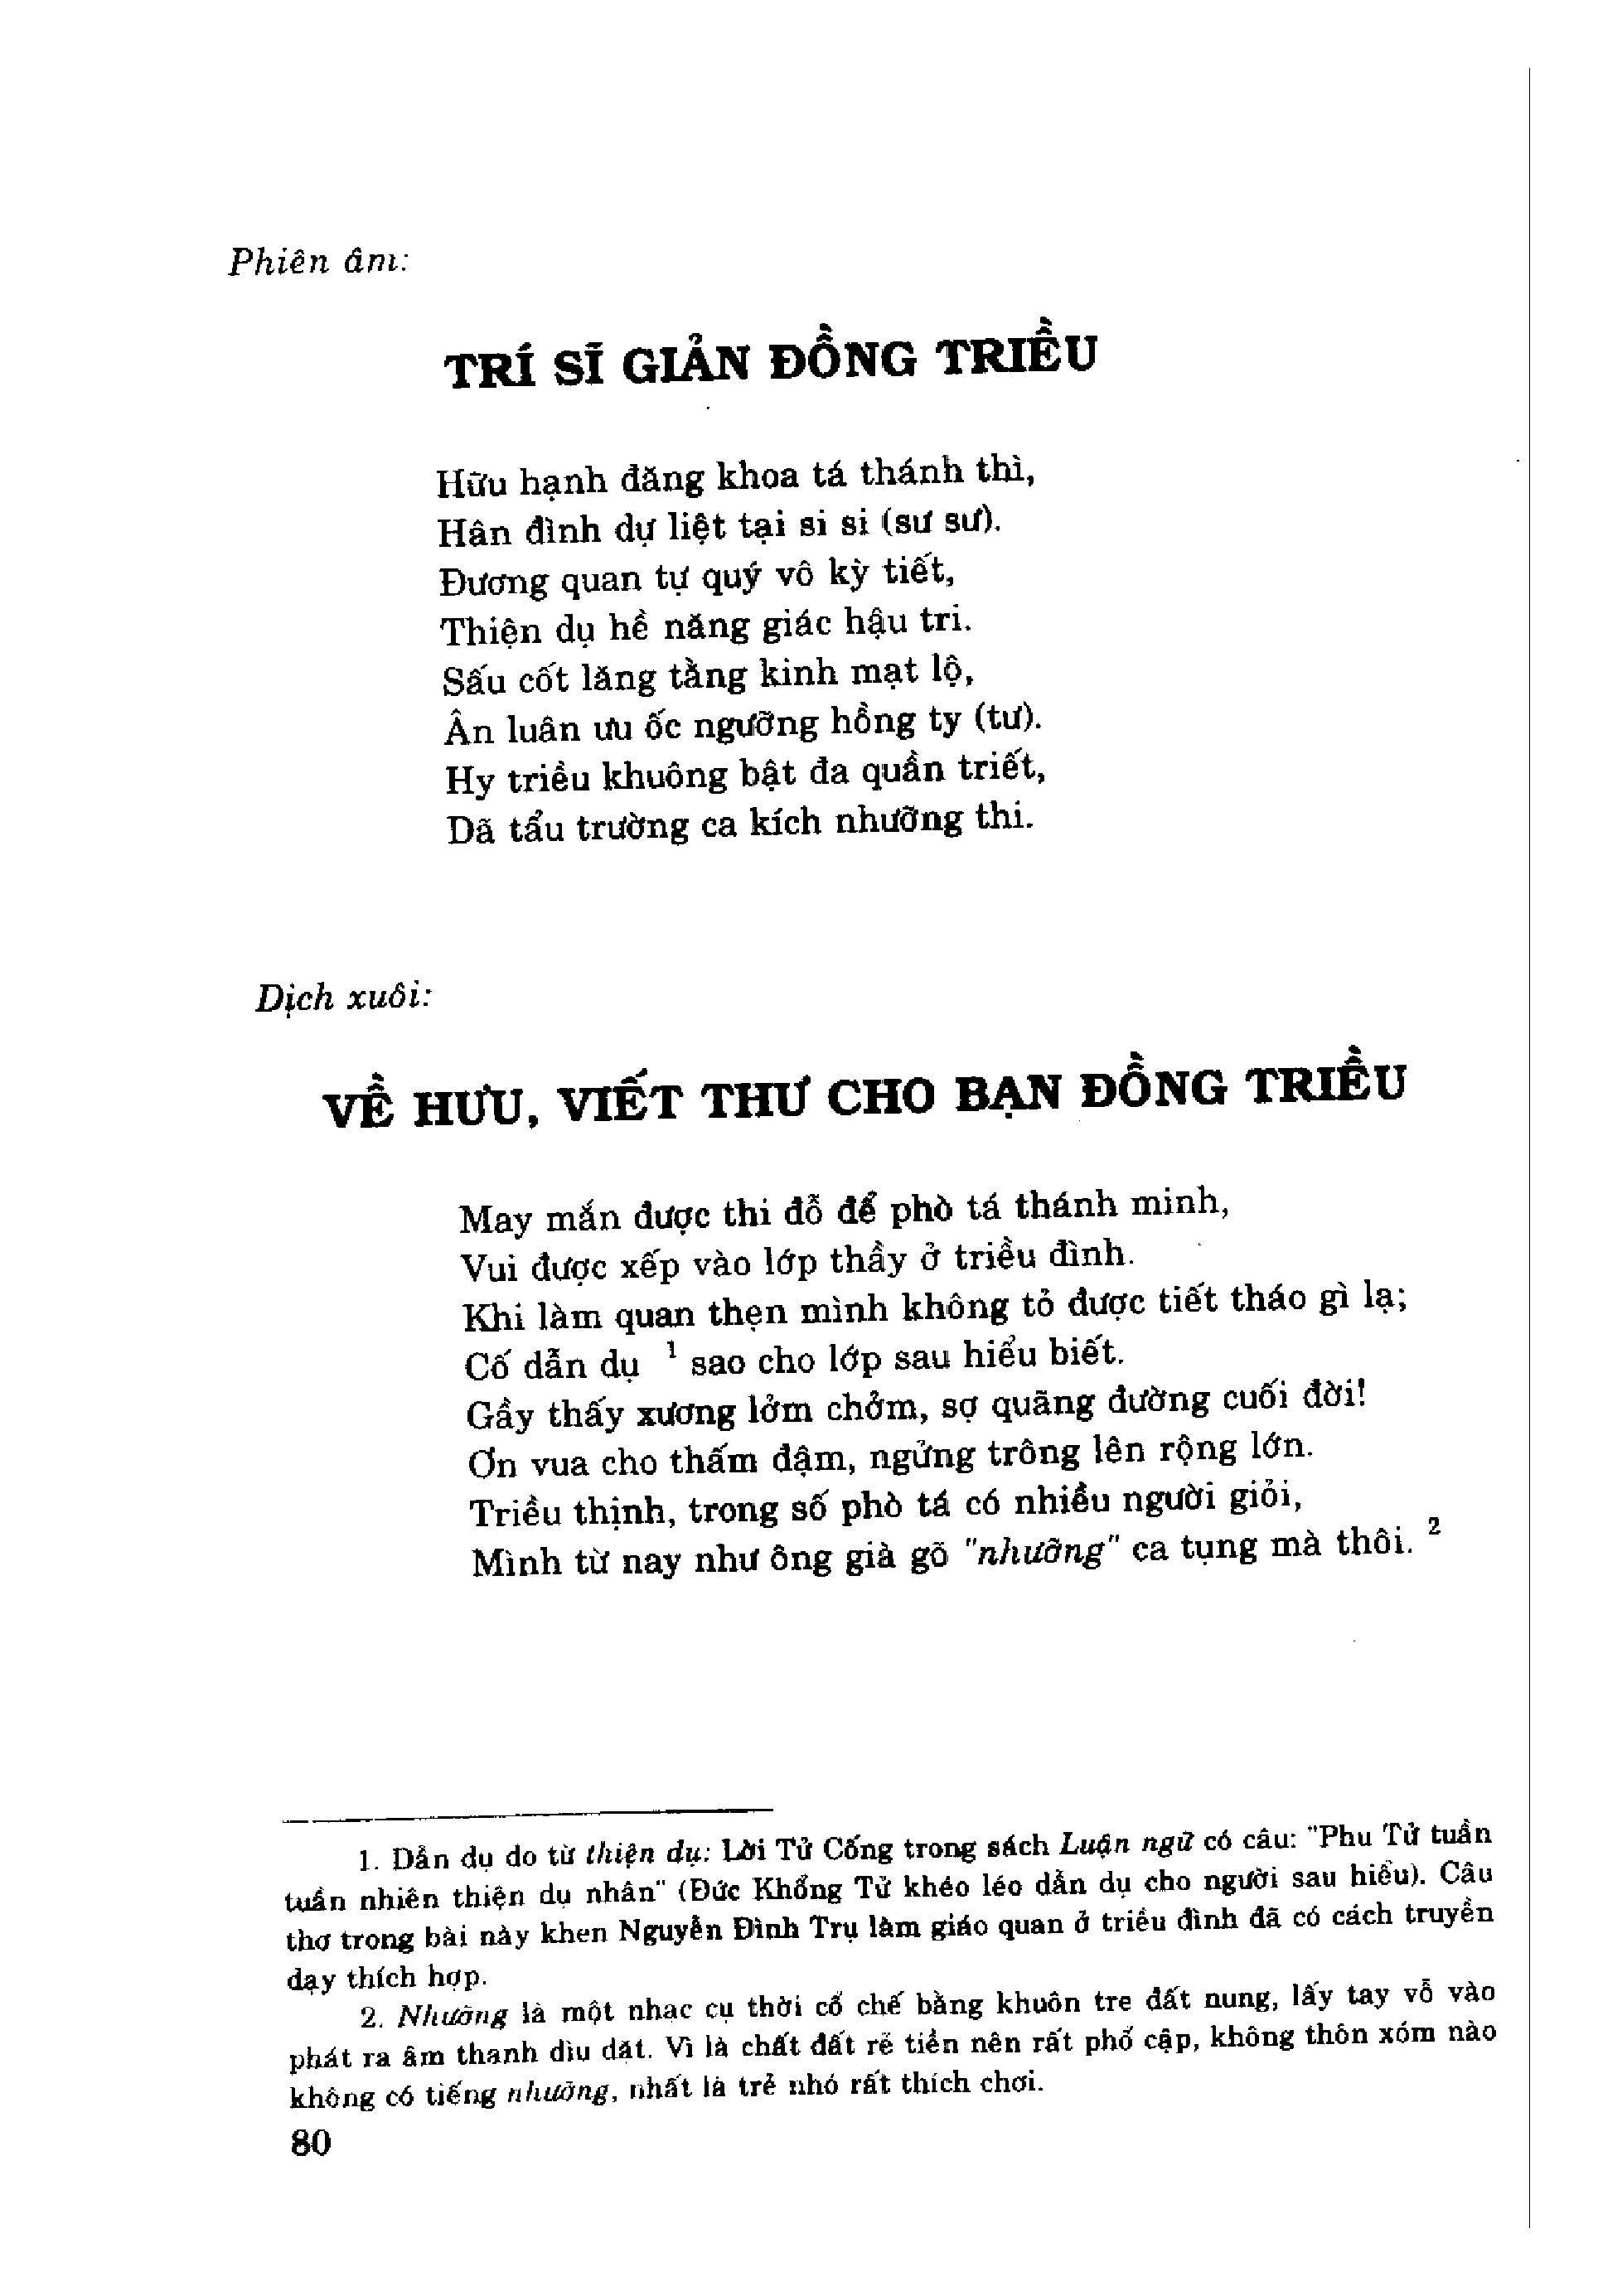 Phiên âm:
TRÍ SĨ GIẢN ĐỒNG TRIỀU
Hữu hạnh đăng khoa tá thánh thì,
Hân đình dự liệt tại si si (sư sư).
Đương quan tự quý vô kỳ tiết,
Thiện dụ hề năng giác hậu tri.
Sấu cốt lăng tằng kinh mạt lộ,
Ân luân ưu ốc ngưỡng hồng ty (tư).
Hy triều khuông bật đa quần triết,
Dã tẩu trường ca kích nhưỡng thi.
Dịch xuôi:
VỀ HƯU, VIẾT THƯ CHO BẠN ĐỒNG TRIỀU
May mắn được thi đỗ để phò tá thánh minh,
Vui được xếp vào lớp thầy ở triều đình.
Khi làm quan thẹn mình không tỏ được tiết tháo gì lạ;
Cố dẫn dụ ¹ sao cho lớp sau hiểu biết.
Gầy thấy xương lởm chởm, sợ quãng đường cuối đời!
Ơn vua cho thấm đậm, ngửng trông lên rộng lớn.
Triều thịnh, trong số phò tá có nhiều người giỏi,
Mình từ nay như ông già gõ "nhưỡng" ca tụng mà thôi. ²
1. Dẫn dụ do từ thiện dụ: Lời Tử Cống trong sách Luận ngữ có câu: "Phu Tử tuần
tuần nhiên thiện dụ nhân" (Đức Khổng Tử khéo léo dẫn dụ cho người sau hiểu). Câu
thơ trong bài này khen Nguyễn Đình Trụ làm giáo quan ở triều đình đã có cách truyền
dạy thích hợp.
2. Nhưỡng là một nhạc cụ thời cổ chế bằng khuôn tre đất nung, lấy tay vỗ vào
phát ra âm thanh dìu dặt. Vì là chất đất rẻ tiền nên rất phổ cập, không thôn xóm nào
không có tiếng nhưỡng, nhất là trẻ nhỏ rất thích chơi.
80